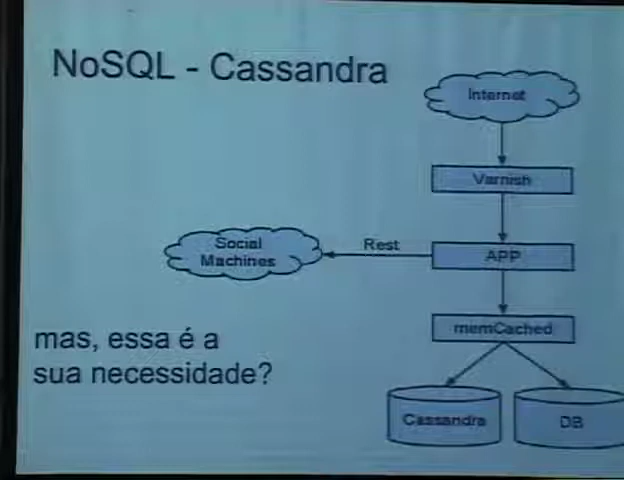 NoSQL - Cassandra
Internet
Varnish
Social
Machines
Rest
APP
memCached
mas, essa é a
sua necessidade?
Cassandra
DB